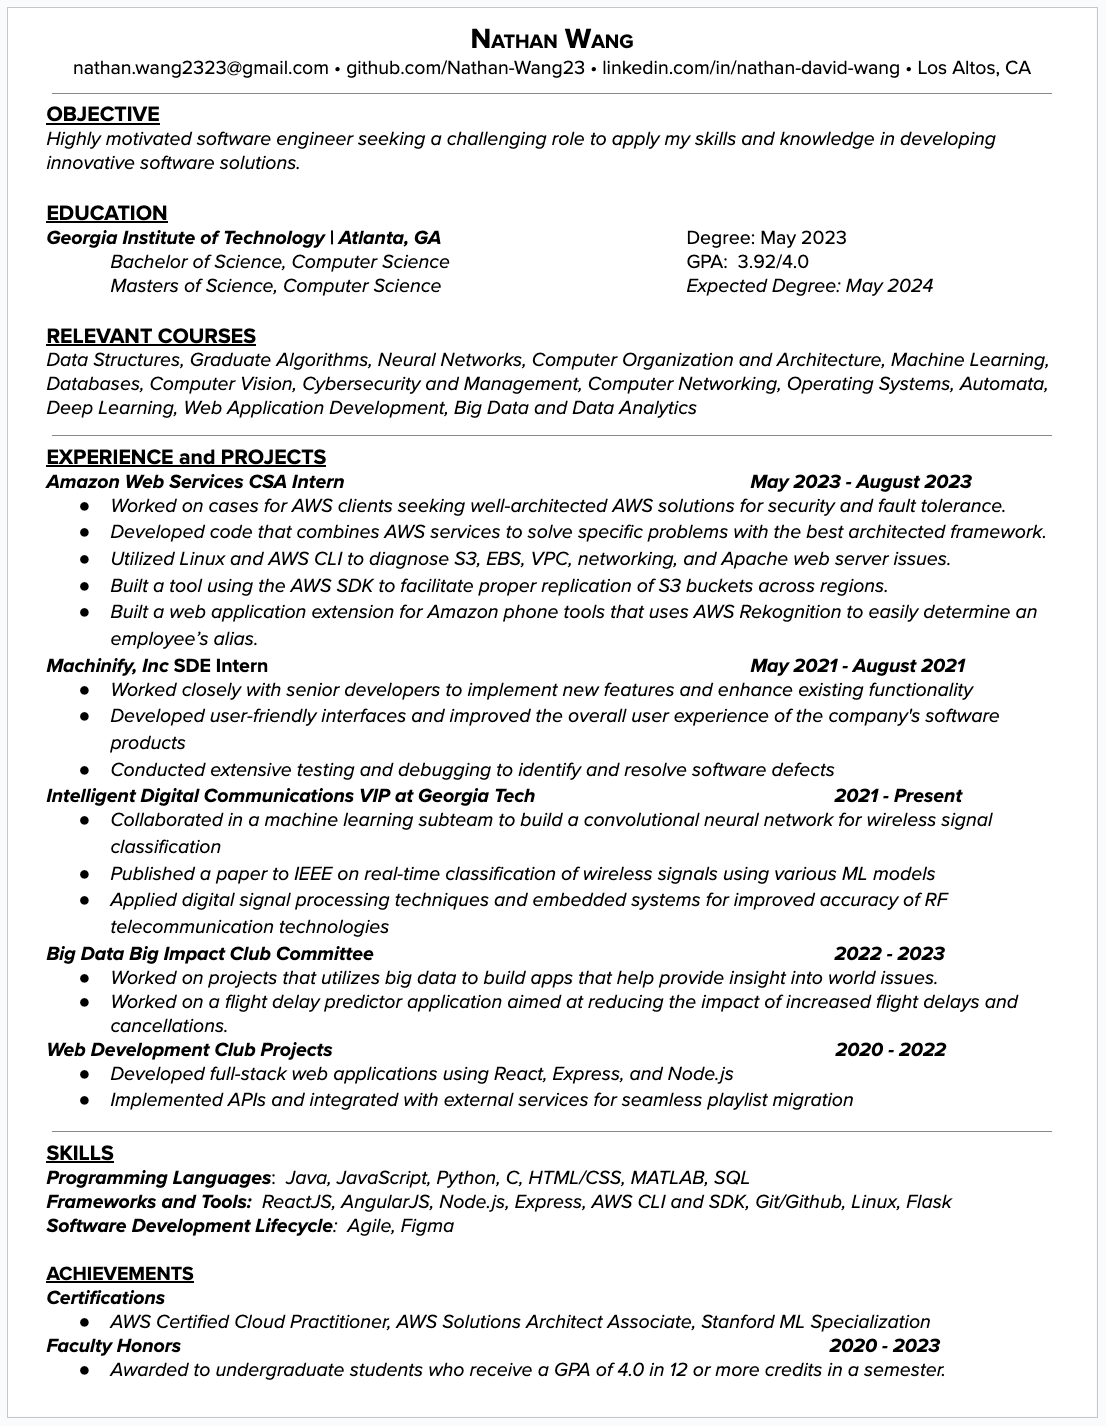 Nathan Wang
nathan.wang2323@gmail.com • github.com/Nathan-Wang23 • linkedin.com/in/nathan-david-wang • Los Altos, CA
OBJECTIVE
Highly motivated software engineer seeking a challenging role to apply my skills and knowledge in developing
innovative software solutions.
EDUCATION
Georgia Institute of Technology | Atlanta, GA Degree: May 2023
Bachelor of Science, Computer Science GPA: 3.92/4.0
Masters of Science, Computer Science Expected Degree: May 2024
RELEVANT COURSES
Data Structures, Graduate Algorithms, Neural Networks, Computer Organization and Architecture, Machine Learning,
Databases, Computer Vision, Cybersecurity and Management, Computer Networking, Operating Systems, Automata,
Deep Learning, Web Application Development, Big Data and Data Analytics
EXPERIENCE and PROJECTS
Amazon Web Services CSA Intern May 2023 - August 2023
● Worked on cases for AWS clients seeking well-architected AWS solutions for security and fault tolerance.
● Developed code that combines AWS services to solve specific problems with the best architected framework.
● Utilized Linux and AWS CLI to diagnose S3, EBS, VPC, networking, and Apache web server issues.
● Built a tool using the AWS SDK to facilitate proper replication of S3 buckets across regions.
● Built a web application extension for Amazon phone tools that uses AWS Rekognition to easily determine an
employee’s alias.
Machinify, Inc SDE Intern May 2021 - August 2021
● Worked closely with senior developers to implement new features and enhance existing functionality
● Developed user-friendly interfaces and improved the overall user experience of the company's software
products
● Conducted extensive testing and debugging to identify and resolve software defects
Intelligent Digital Communications VIP at Georgia Tech 2021 - Present
● Collaborated in a machine learning subteam to build a convolutional neural network for wireless signal
classification
● Published a paper to IEEE on real-time classification of wireless signals using various ML models
● Applied digital signal processing techniques and embedded systems for improved accuracy of RF
telecommunication technologies
Big Data Big Impact Club Committee 2022 - 2023
● Worked on projects that utilizes big data to build apps that help provide insight into world issues.
● Worked on a flight delay predictor application aimed at reducing the impact of increased flight delays and
cancellations.
Web Development Club Projects 2020 - 2022
● Developed full-stack web applications using React, Express, and Node.js
● Implemented APIs and integrated with external services for seamless playlist migration
SKILLS
Programming Languages: Java, JavaScript, Python, C, HTML/CSS, MATLAB, SQL
Frameworks and Tools: ReactJS, AngularJS, Node.js, Express, AWS CLI and SDK, Git/Github, Linux, Flask
Software Development Lifecycle: Agile, Figma
ACHIEVEMENTS
Certifications
● AWS Certified Cloud Practitioner, AWS Solutions Architect Associate, Stanford ML Specialization
Faculty Honors 2020 - 2023
● Awarded to undergraduate students who receive a GPA of 4.0 in 12 or more credits in a semester.